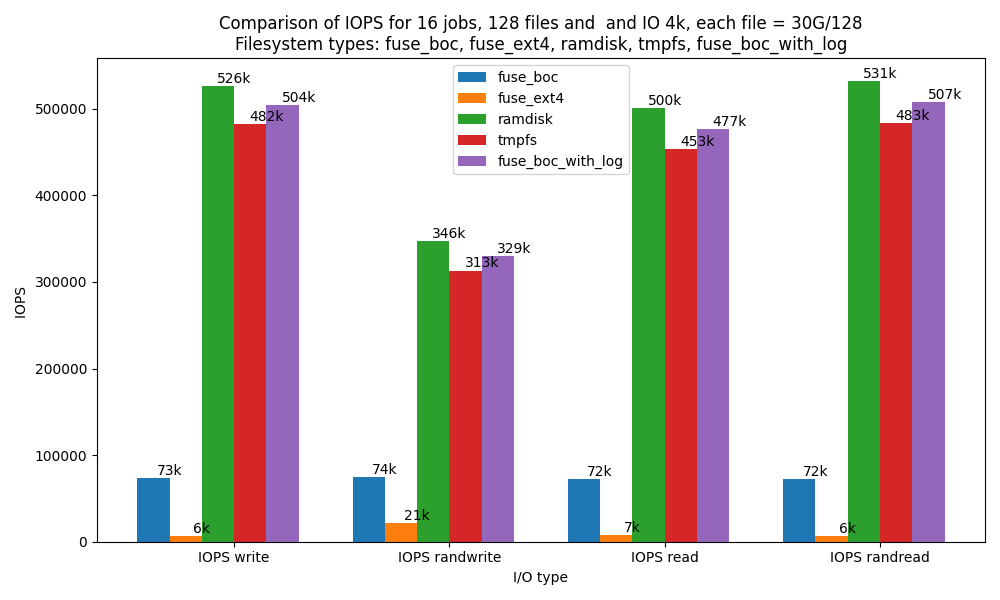 Comparison of IOPS for 16 jobs, 128 files and  and IO 4k, each file = 30G/128
Filesystem types: fuse_boc, fuse_ext4, ramdisk, tmpfs, fuse_boc_with_log
fuse_boc
fuse_ext4
ramdisk
tmpfs
fuse_boc_with_log
IOPS
500000
400000
300000
200000
100000
0
73k
6k
526k
482k
504k
74k
21k
346k
313k
329k
72k
7k
500k
453k
477k
72k
6k
531k
483k
507k
IOPS write
IOPS randwrite
IOPS read
IOPS randread
I/O type